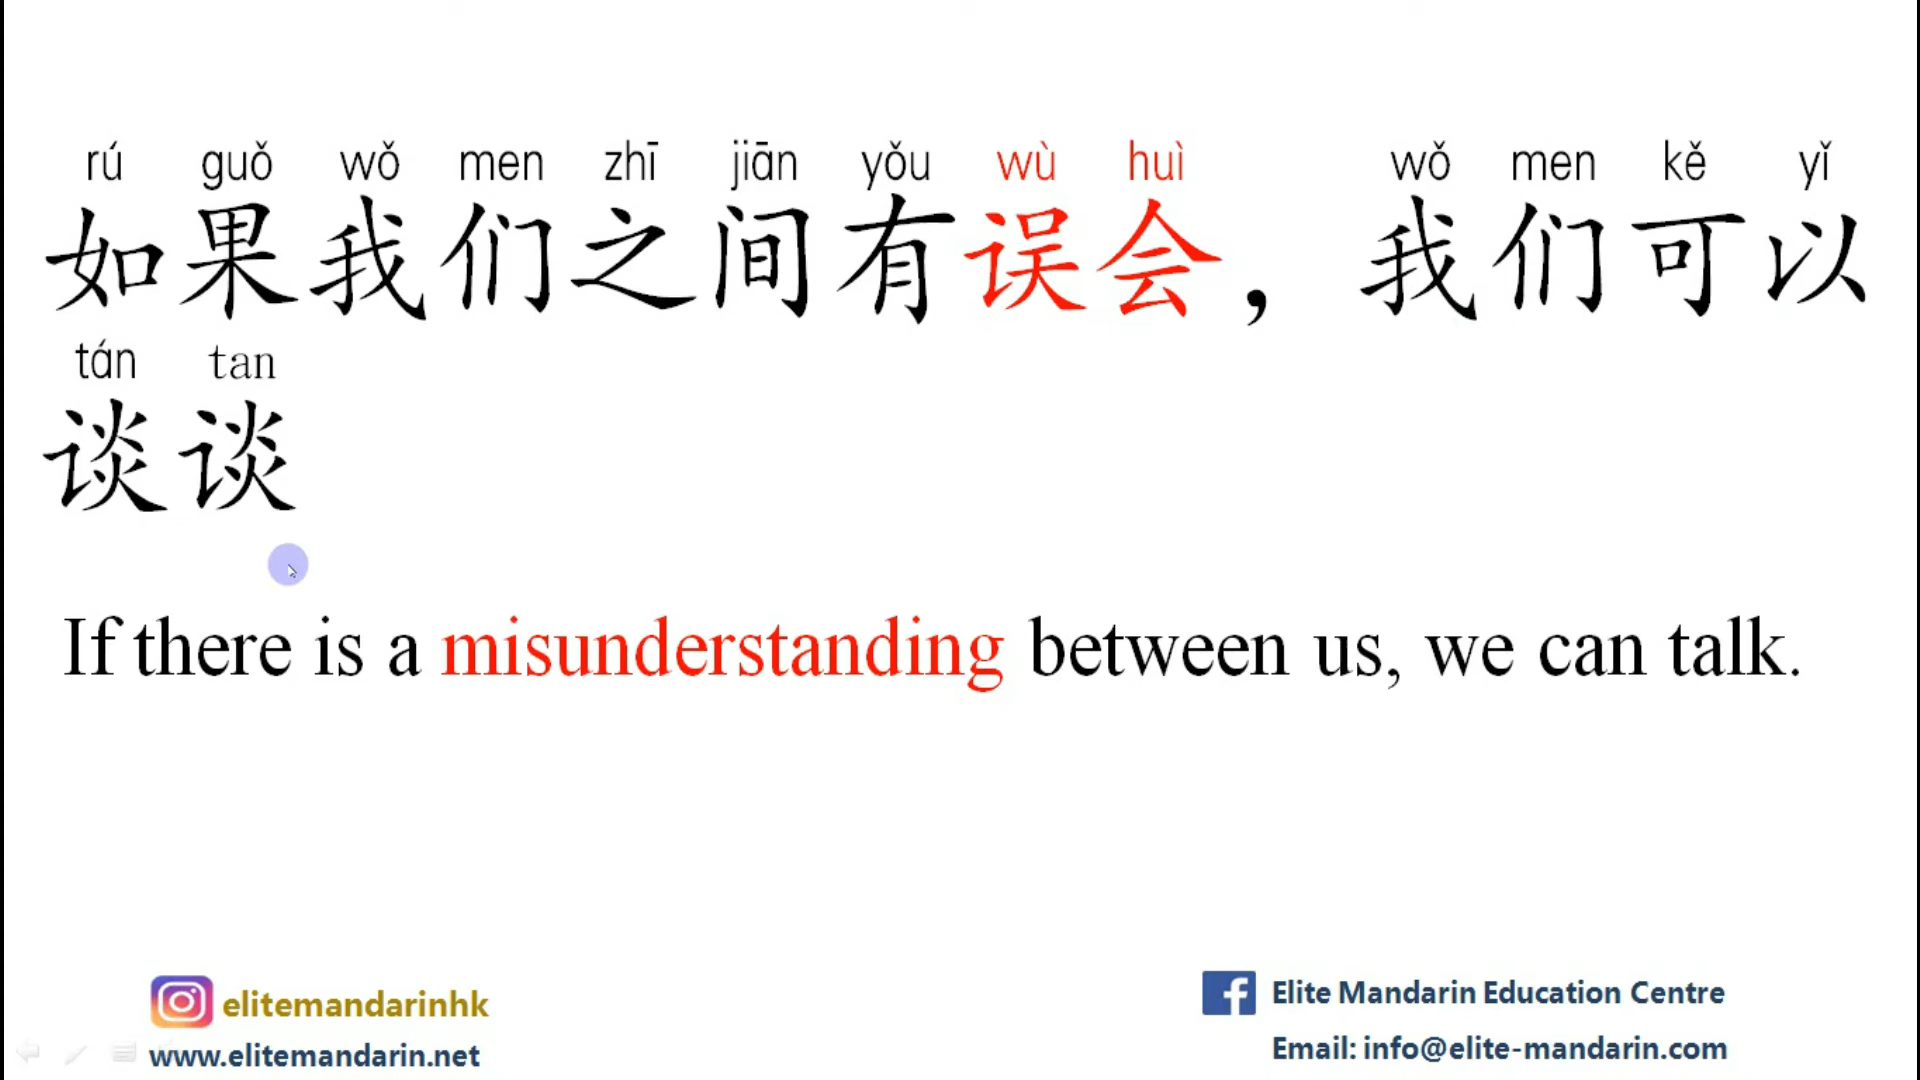 rú guǒ wǒ men zhī jiān yǒu wù huì wǒ men kě yǐ
如果我们之间有误会，我们可以
tán tan
谈谈
If there is a misunderstanding between us, we can talk.
elitemandarinhk
www.elitemandarin.net
Elite Mandarin Education Centre
Email: info@elite-mandarin.com